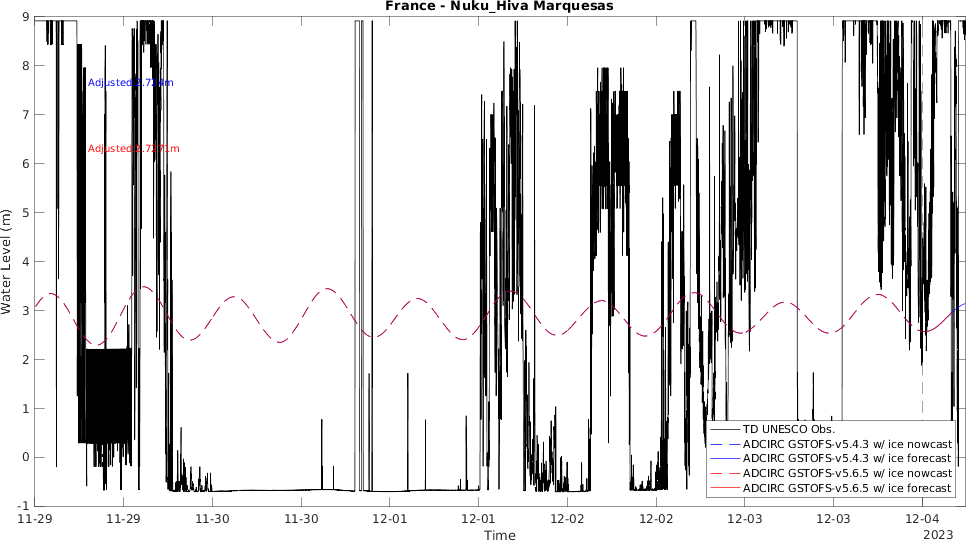 France - Nuku_Hiva Marquesas
9
8
7
6
5
4
3
2
1
0
-1
Water Level (m)
Adjusted
Adjusted
TD UNESCO Obs.
ADCIRC GSTOFS-v5.4.3 w/ ice nowcast
ADCIRC GSTOFS-v5.4.3 w/ ice forecast
ADCIRC GSTOFS-v5.6.5 w/ ice nowcast
ADCIRC GSTOFS-v5.6.5 w/ ice forecast
11-29 11-29 11-30 11-30 12-01 12-01 12-02 12-02 12-03 12-03 12-04
Time
2023